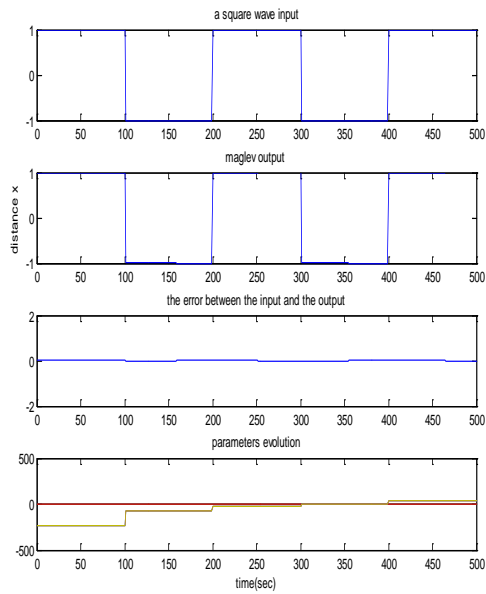 a square wave input
1
0
-1
0 50 100 150 200 250 300 350 400 450 500
maglev output
distance x
1
0
-1
0 50 100 150 200 250 300 350 400 450 500
the error between the input and the output
2
0
-2
0 50 100 150 200 250 300 350 400 450 500
parameters evolution
500
0
-500
0 50 100 150 200 250 300 350 400 450 500
time(sec)